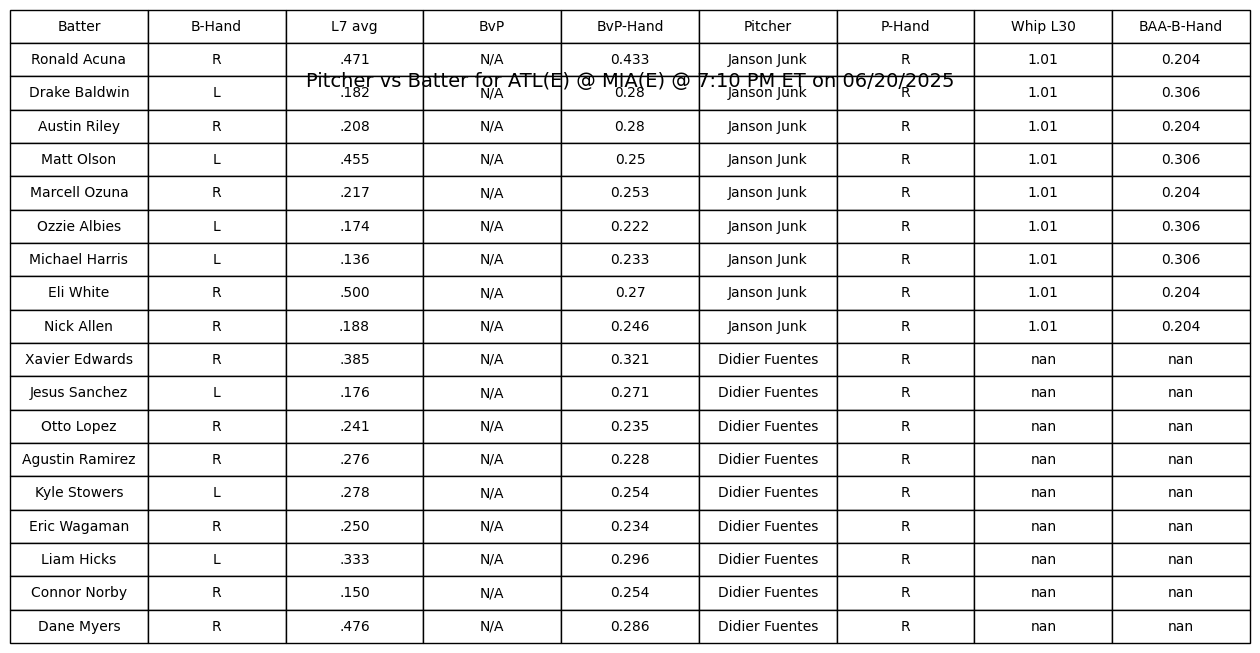 Batter B-Hand L7 avg BvP BvP-Hand Pitcher P-Hand Whip L30 BAA-B-Hand
Ronald Acuna R .471 N/A 0.433 Janson Junk R 1.01 0.204
Pitcher vs Batter for ATL(E) @ MIA(E) @ 7:10 PM ET on 06/20/2025
Drake Baldwin L .182 N/A 0.28 Janson Junk R 1.01 0.306
Austin Riley R .208 N/A 0.28 Janson Junk R 1.01 0.204
Matt Olson L .455 N/A 0.25 Janson Junk R 1.01 0.306
Marcell Ozuna R .217 N/A 0.253 Janson Junk R 1.01 0.204
Ozzie Albies L .174 N/A 0.222 Janson Junk R 1.01 0.306
Michael Harris L .136 N/A 0.233 Janson Junk R 1.01 0.306
Eli White R .500 N/A 0.27 Janson Junk R 1.01 0.204
Nick Allen R .188 N/A 0.246 Janson Junk R 1.01 0.204
Xavier Edwards R .385 N/A 0.321 Didier Fuentes R nan nan
Jesus Sanchez L .176 N/A 0.271 Didier Fuentes R nan nan
Otto Lopez R .241 N/A 0.235 Didier Fuentes R nan nan
Agustin Ramirez R .276 N/A 0.228 Didier Fuentes R nan nan
Kyle Stowers L .278 N/A 0.254 Didier Fuentes R nan nan
Eric Wagaman R .250 N/A 0.234 Didier Fuentes R nan nan
Liam Hicks L .333 N/A 0.296 Didier Fuentes R nan nan
Connor Norby R .150 N/A 0.254 Didier Fuentes R nan nan
Dane Myers R .476 N/A 0.286 Didier Fuentes R nan nan